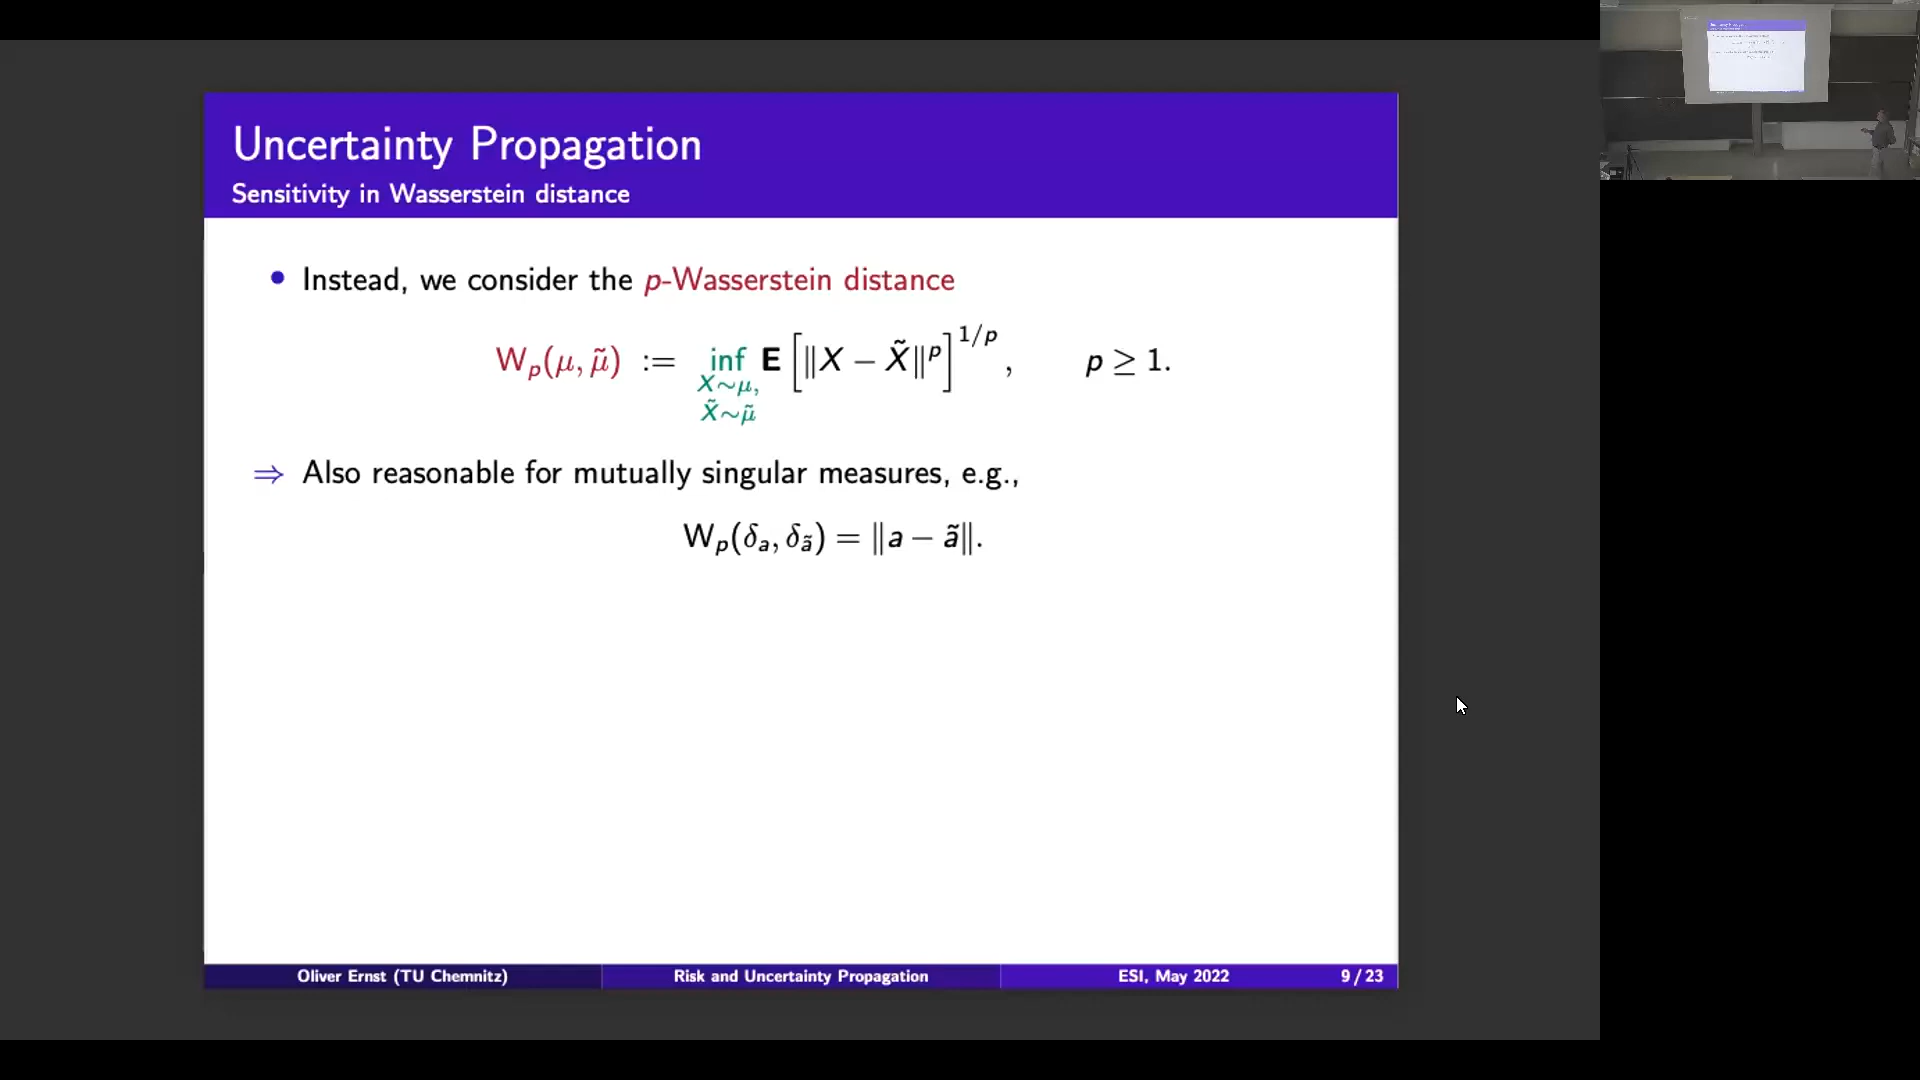 Uncertainty Propagation
Sensitivity in Wasserstein distance
• Instead, we consider the p-Wasserstein distance
W_p(μ, μ̃) := inf_{X∼μ, X̃∼μ̃} E [‖X − X̃‖^p]^{1/p}, p ≥ 1.
⇒ Also reasonable for mutually singular measures, e.g.,
W_p(δ_a, δ_ã) = ‖a − ã‖.
Oliver Ernst (TU Chemnitz) Risk and Uncertainty Propagation ESI, May 2022 9 / 23